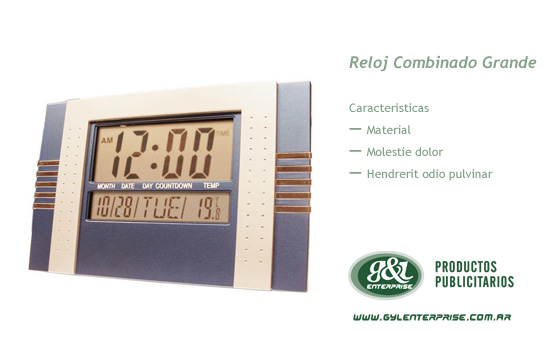 Reloj Combinado Grande
Caracteristicas
— Material
— Molestie dolor
— Hendrerit odio pulvinar
AM 12:00 TIME
MONTH DATE DAY COUNTDOWN TEMP
10/28/TUE/ 19.8 °C
g&l ENTERPRISE
PRODUCTOS
PUBLICITARIOS
WWW.GYLENTERPRISE.COM.AR